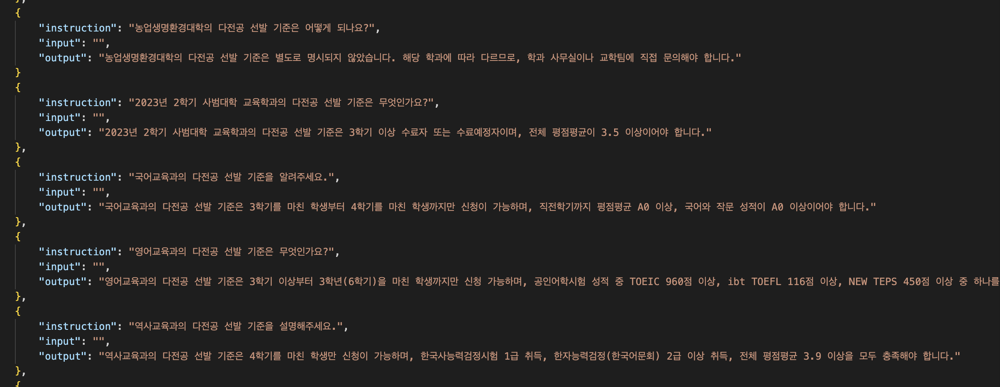 },
{
"instruction": "농업생명환경대학의 다전공 선발 기준은 어떻게 되나요?",
"input": "",
"output": "농업생명환경대학의 다전공 선발 기준은 별도로 명시되지 않았습니다. 해당 학과에 따라 다르므로, 학과 사무실이나 교학팀에 직접 문의해야 합니다."
}
{
"instruction": "2023년 2학기 사범대학 교육학과의 다전공 선발 기준은 무엇인가요?",
"input": "",
"output": "2023년 2학기 사범대학 교육학과의 다전공 선발 기준은 3학기 이상 수료자 또는 수료예정자이며, 전체 평점평균이 3.5 이상이어야 합니다."
},
{
"instruction": "국어교육과의 다전공 선발 기준을 알려주세요.",
"input": "",
"output": "국어교육과의 다전공 선발 기준은 3학기를 마친 학생부터 4학기를 마친 학생까지만 신청이 가능하며, 직전학기까지 평점평균 A0 이상, 국어와 작문 성적이 A0 이상이어야 합니다."
},
{
"instruction": "영어교육과의 다전공 선발 기준은 무엇인가요?",
"input": "",
"output": "영어교육과의 다전공 선발 기준은 3학기 이상부터 3학년(6학기)을 마친 학생까지만 신청 가능하며, 공인어학시험 성적 중 TOEIC 960점 이상, ibt TOEFL 116점 이상, NEW TEPS 450점 이상 중 하나를
},
{
"instruction": "역사교육과의 다전공 선발 기준을 설명해주세요.",
"input": "",
"output": "역사교육과의 다전공 선발 기준은 4학기를 마친 학생만 신청이 가능하며, 한국사능력검정시험 1급 취득, 한자능력검정(한국어문회) 2급 이상 취득, 전체 평점평균 3.9 이상을 모두 충족해야 합니다."
},
{